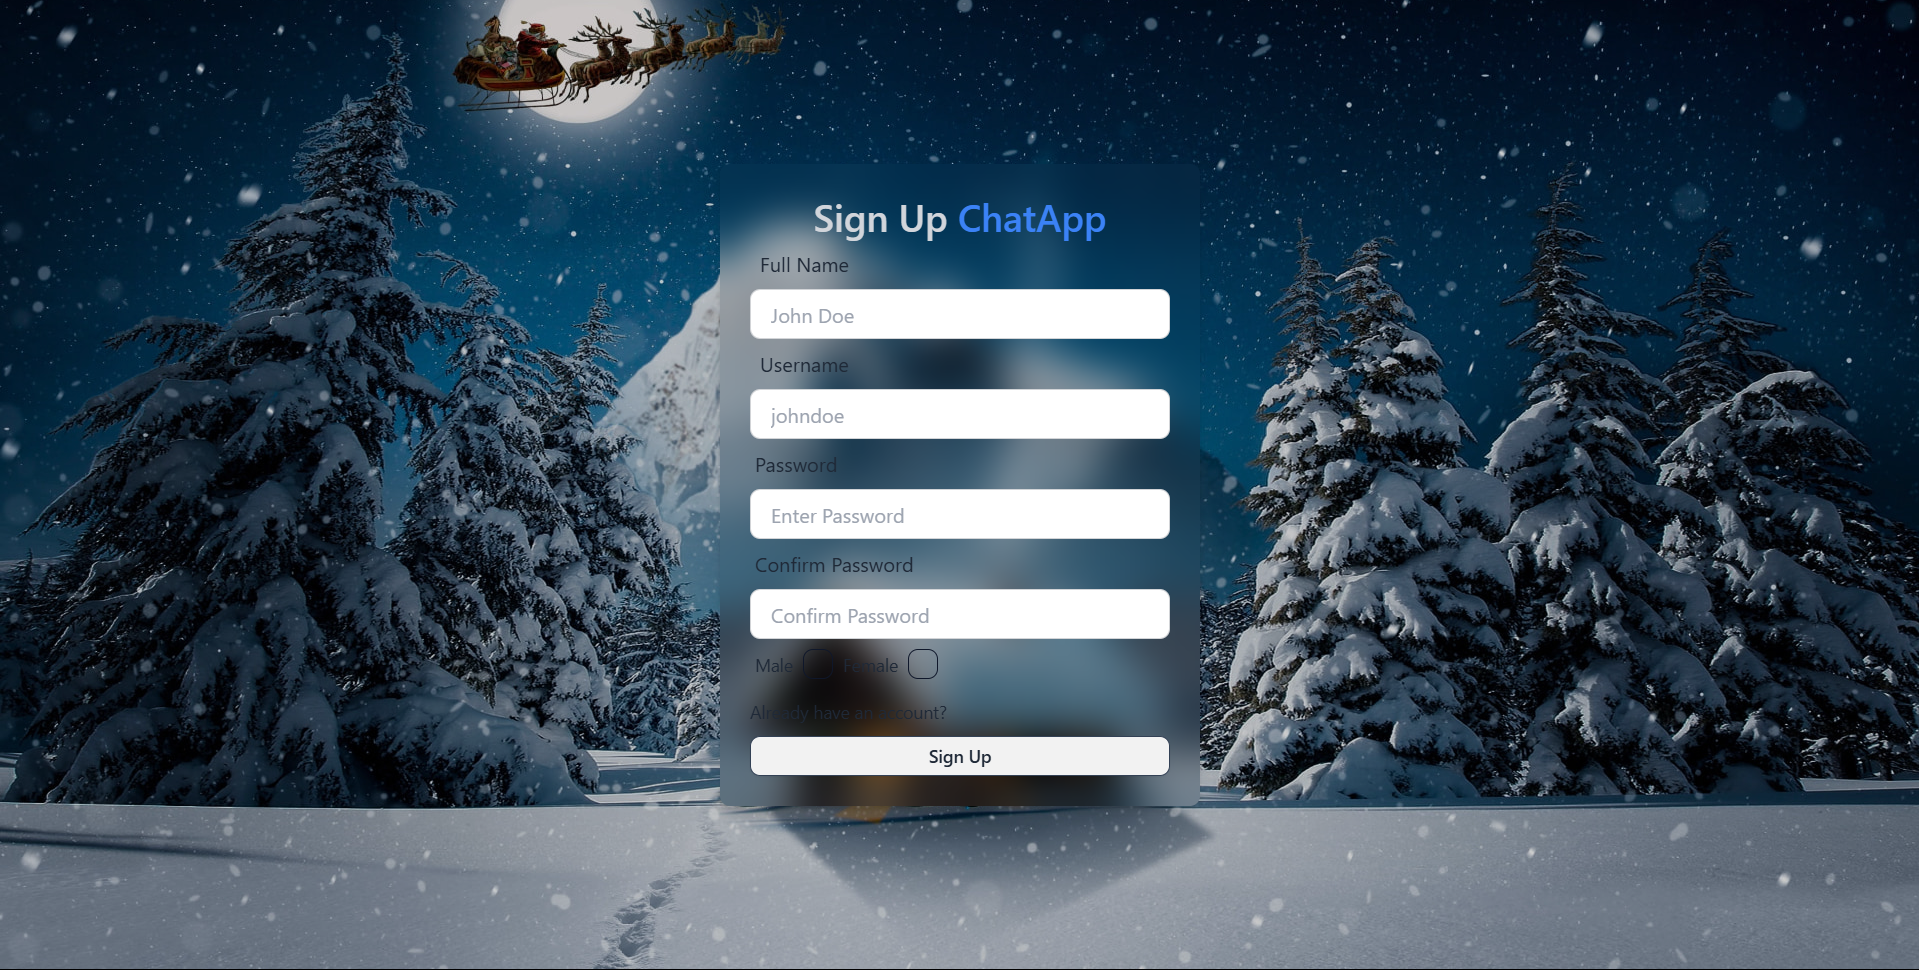 Sign Up ChatApp
Full Name
John Doe
Username
johndoe
Password
Enter Password
Confirm Password
Confirm Password
Male Female
Already have an account?
Sign Up